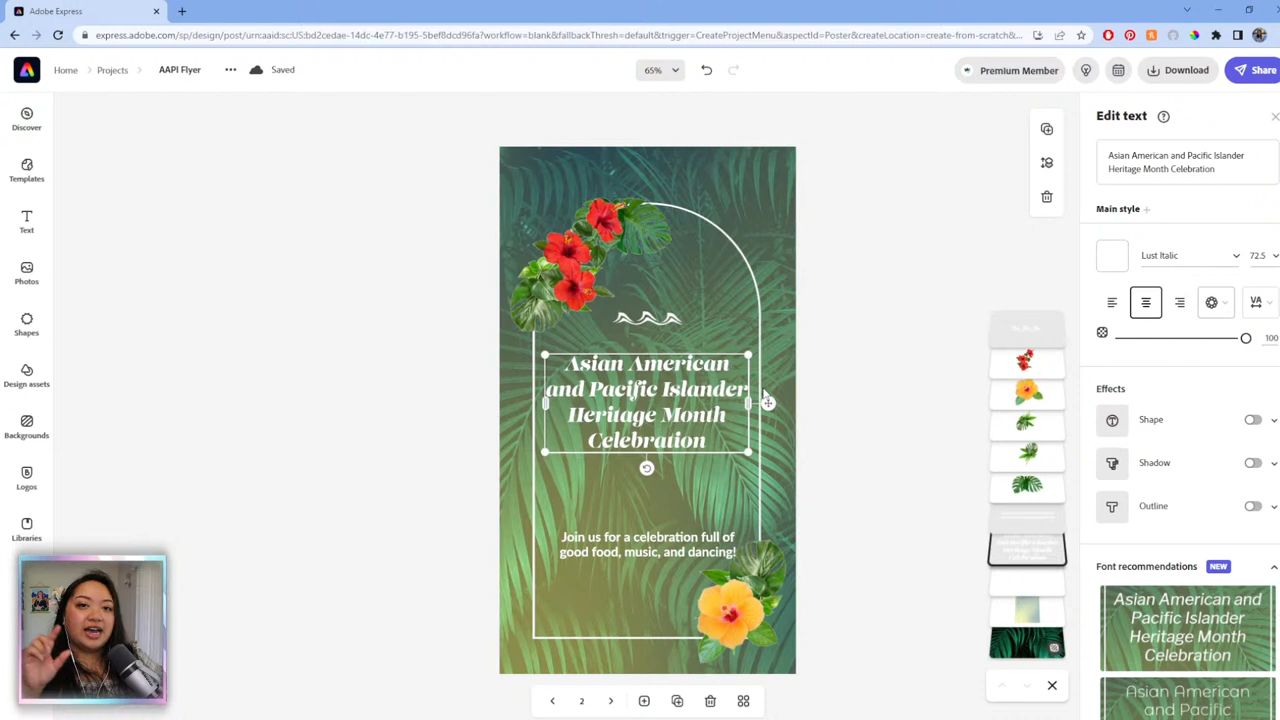 Adobe Express
express.adobe.com/sp/design/post/urn:aaid:sc:US:bd2cedae-14dc-4e77-b195-5bef8dcd96fa?workflow=blank&fallbackThresh=default&trigger=CreateProjectMenu&aspectId=Poster&createLocation=create-from-scratch&...
Home
Projects
AAPI Flyer
Saved
65%
Premium Member
Download
Share
Discover
Templates
Text
Photos
Shapes
Design assets
Backgrounds
Logos
Libraries
Asian American
and Pacific Islander
Heritage Month
Celebration
Join us for a celebration full of
good food, music, and dancing!
2
Edit text
Asian American and Pacific Islander
Heritage Month Celebration
Main style
Lust Italic
72.5
VA
100
Effects
Shape
Shadow
Outline
Font recommendations
NEW
Asian American and
Pacific Islander
Heritage Month
Celebration
Asian American
and Pacific